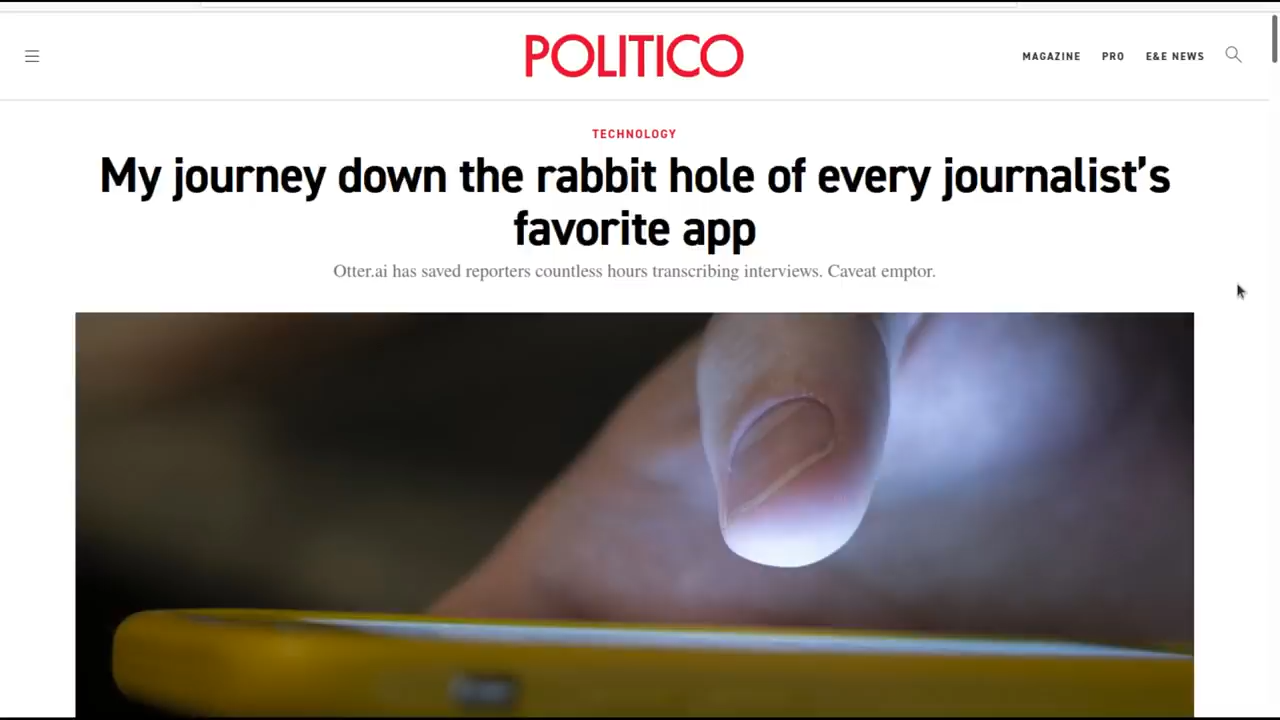 POLITICO
MAGAZINE PRO E&E NEWS
TECHNOLOGY
My journey down the rabbit hole of every journalist's
favorite app
Otter.ai has saved reporters countless hours transcribing interviews. Caveat emptor.